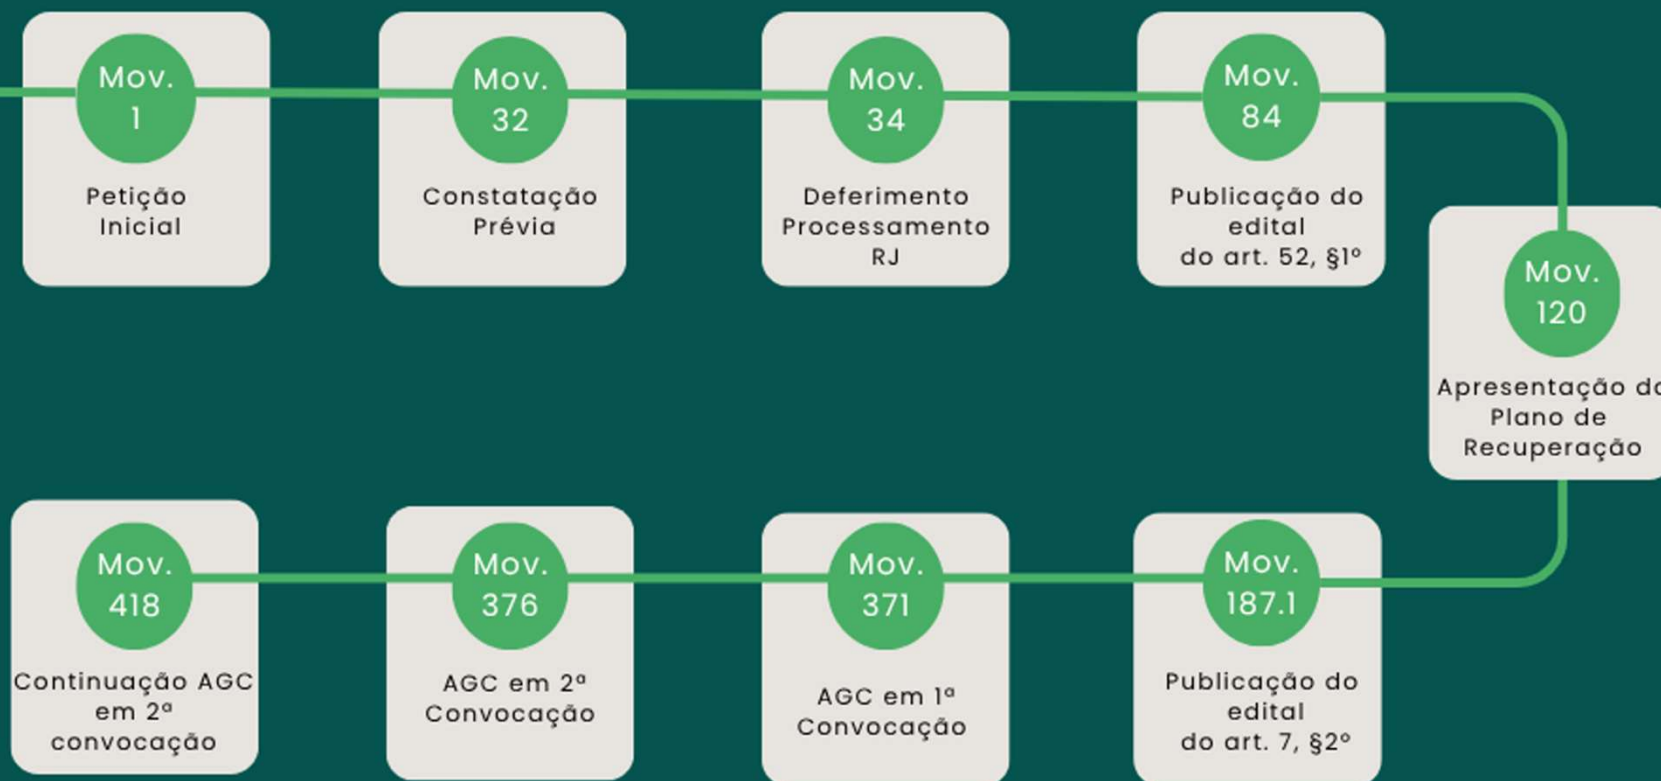 Mov.
1
Petição
Inicial
Mov.
32
Constatação
Prévia
Mov.
34
Deferimento
Processamento
RJ
Mov.
84
Publicação do
edital
do art. 52, §1º
Mov.
120
Apresentação
Plano de
Recuperação
Mov.
187.1
Publicação do
edital
do art. 7, §2º
Mov.
371
AGC em 1ª
Convocação
Mov.
376
AGC em 2ª
Convocação
Mov.
418
Continuação AGC
em 2ª
convocação